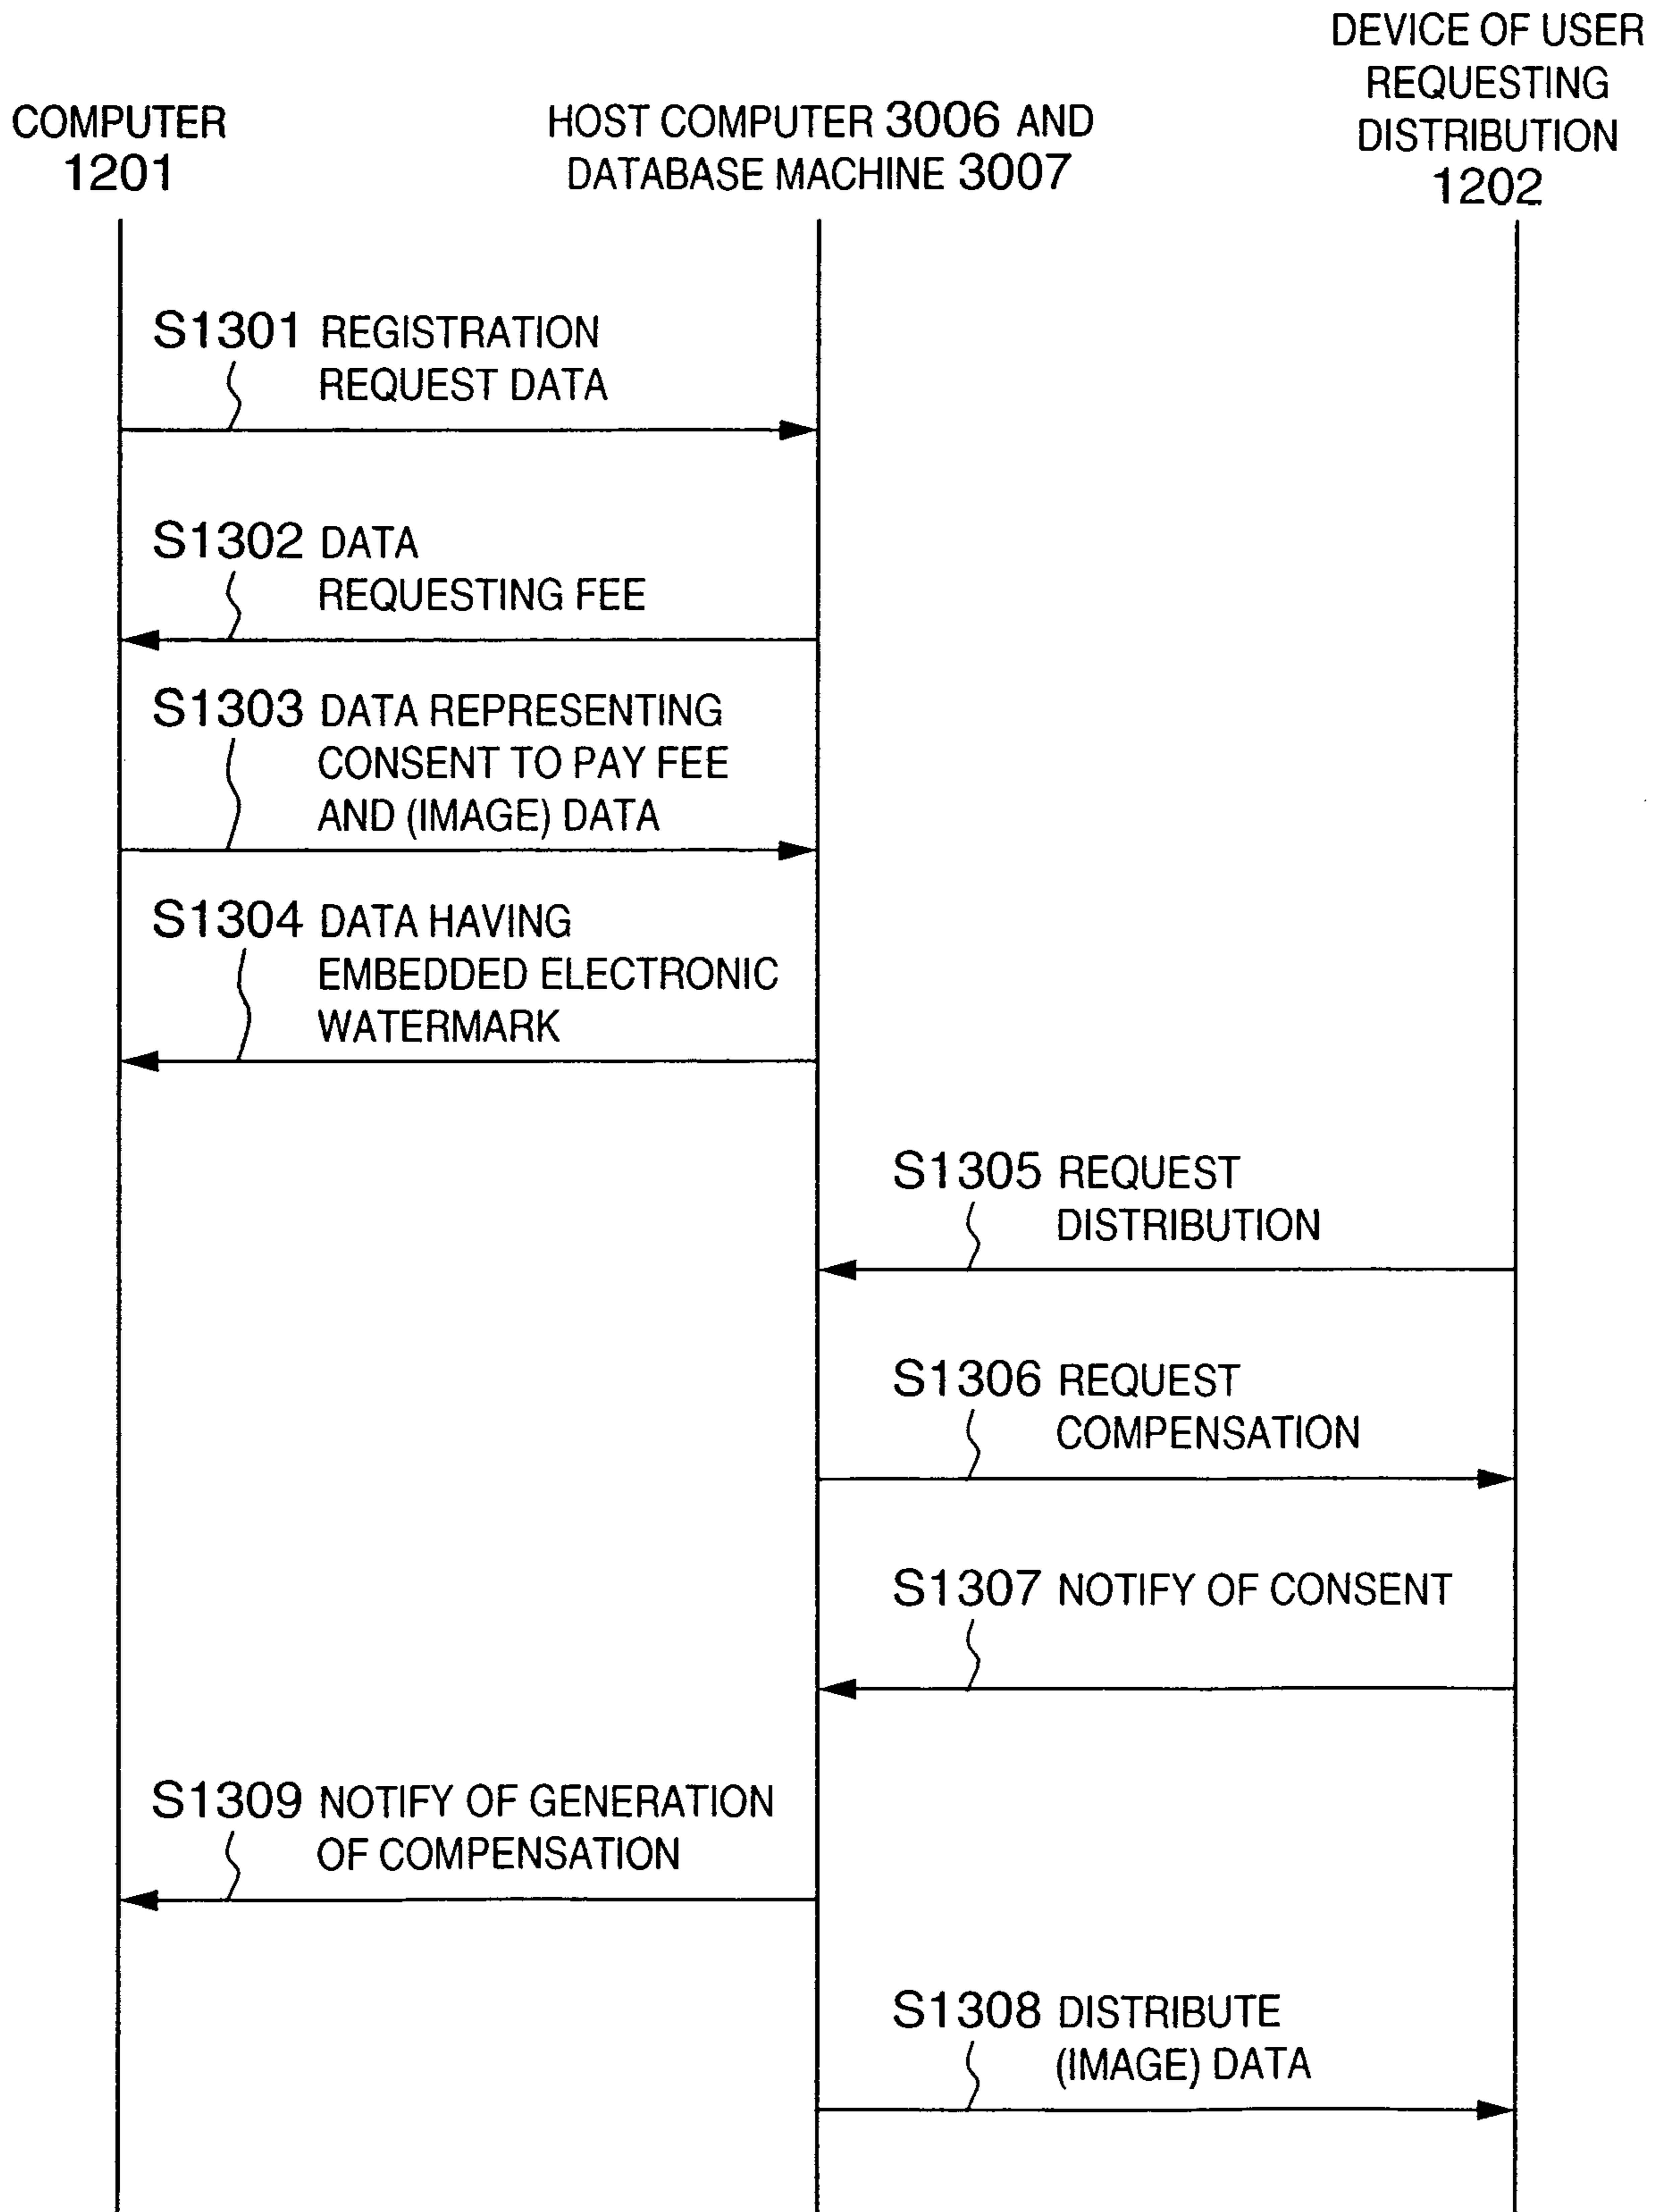 COMPUTER
1201
HOST COMPUTER 3006 AND
DATABASE MACHINE 3007
DEVICE OF USER
REQUESTING
DISTRIBUTION
1202
S1301 REGISTRATION
REQUEST DATA
S1302 DATA
REQUESTING FEE
S1303 DATA REPRESENTING
CONSENT TO PAY FEE
AND (IMAGE) DATA
S1304 DATA HAVING
EMBEDDED ELECTRONIC
WATERMARK
S1305 REQUEST
DISTRIBUTION
S1306 REQUEST
COMPENSATION
S1307 NOTIFY OF CONSENT
S1309 NOTIFY OF GENERATION
OF COMPENSATION
S1308 DISTRIBUTE
(IMAGE) DATA